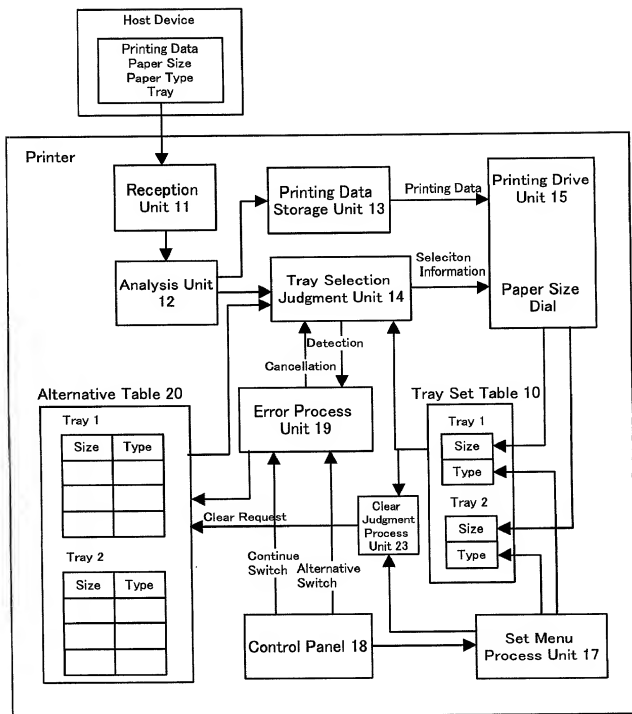 Host Device
Printing Data
Paper Size
Paper Type
Tray
Printer
Reception
Unit 11
Printing Data
Storage Unit 13
Printing Data
Printing Drive
Unit 15
Analysis Unit
12
Tray Selection
Judgment Unit 14
Seleciton
Information
Paper Size
Dial
Detection
Cancellation
Alternative Table 20
Tray 1
Size Type
Error Process
Unit 19
Tray Set Table 10
Tray 1
Size
Type
Tray 2
Size
Type
Clear Request
Clear
Judgment
Process
Unit 23
Tray 2
Size Type
Continue
Switch
Alternative
Switch
Control Panel 18
Set Menu
Process Unit 17